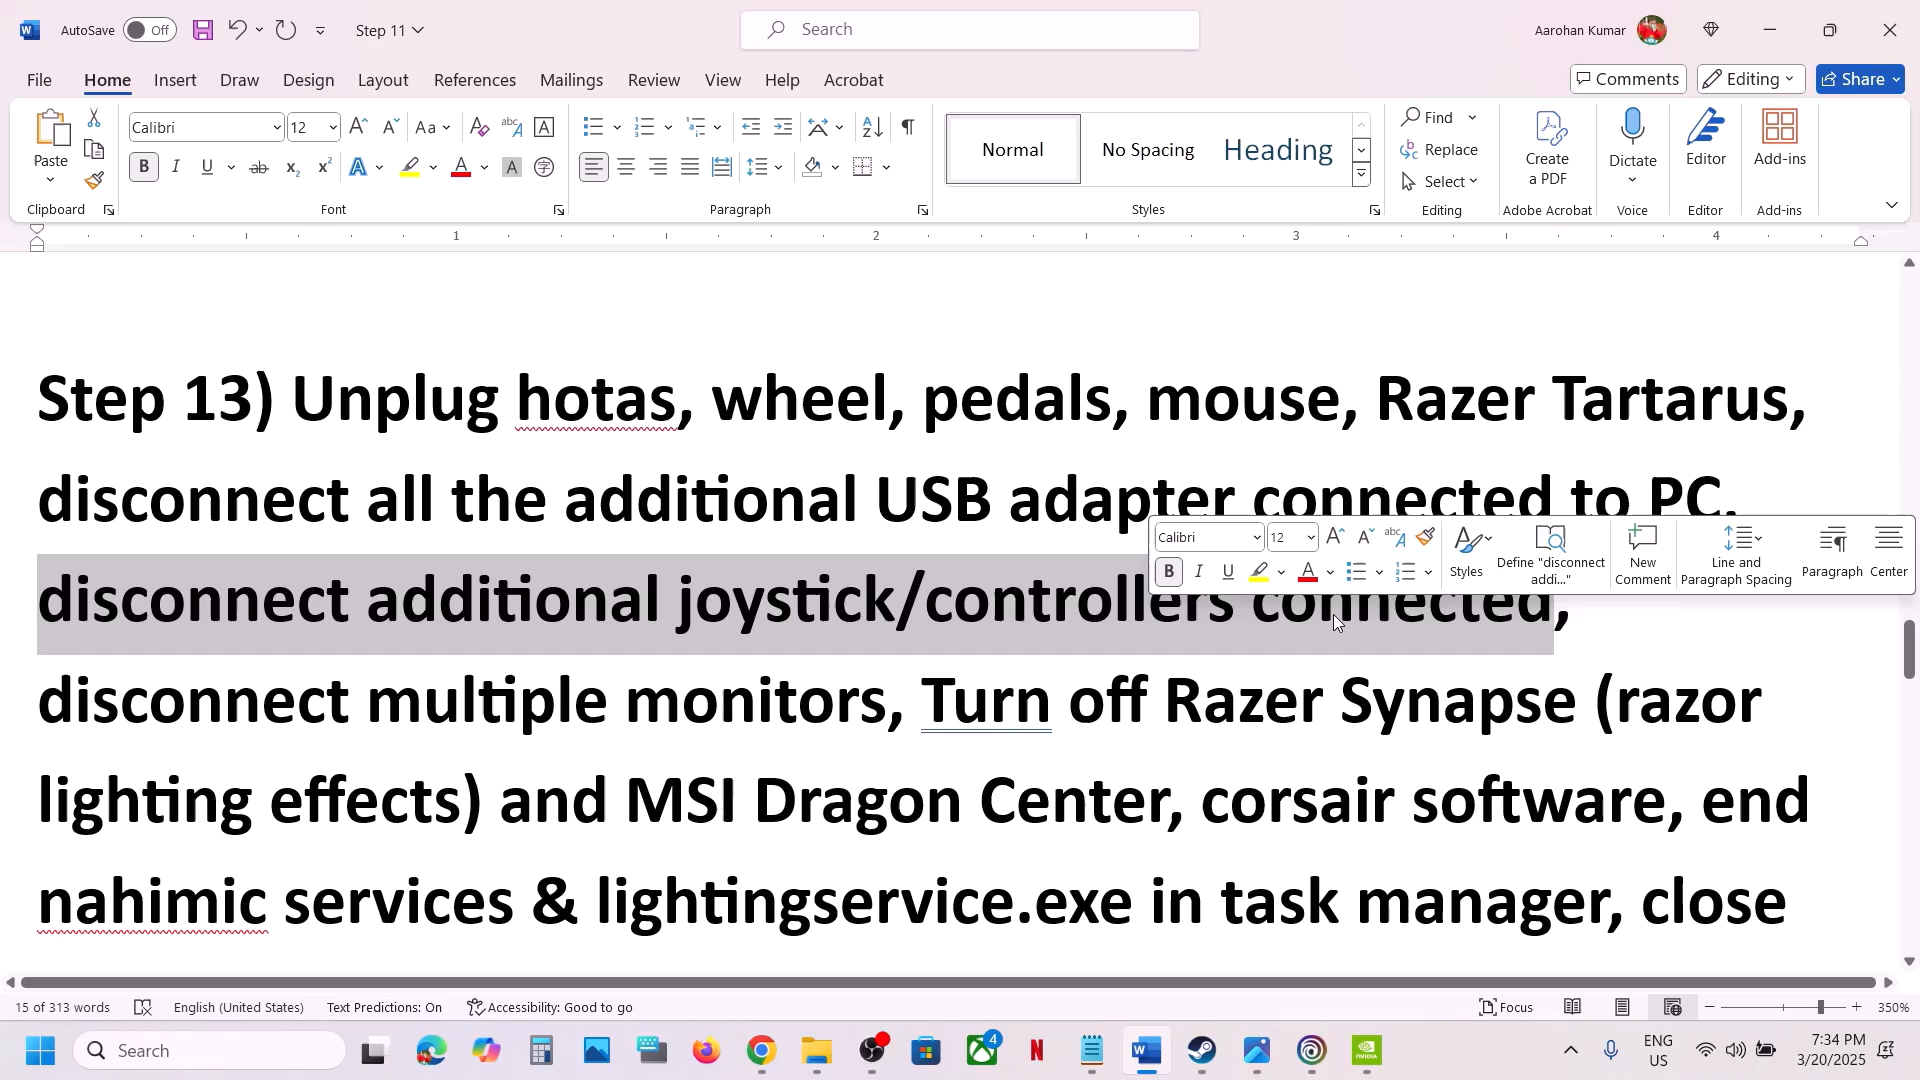 AutoSave Off Step 11 Search Aarohan Kumar
File Home Insert Draw Design Layout References Mailings Review View Help Acrobat Comments Editing Share
Calibri 12 Aa
Paste
Normal No Spacing Heading
Find
Replace
Select
Create a PDF
Dictate
Editor
Add-ins
Clipboard Font Paragraph Styles Editing Adobe Acrobat Voice Editor Add-ins
1 2 3 4
Step 13) Unplug hotas, wheel, pedals, mouse, Razer Tartarus,
disconnect all the additional USB adapter connected to PC,
Calibri 12
Styles
Define "disconnect addi..."
New Comment
Line and Paragraph Spacing
Paragraph
Center
disconnect additional joystick/controllers connected,
disconnect multiple monitors, Turn off Razer Synapse (razor
lighting effects) and MSI Dragon Center, corsair software, end
nahimic services & lightingservice.exe in task manager, close
15 of 313 words English (United States) Text Predictions: On Accessibility: Good to go Focus 350%
Search 4 ENG US 7:34 PM 3/20/2025